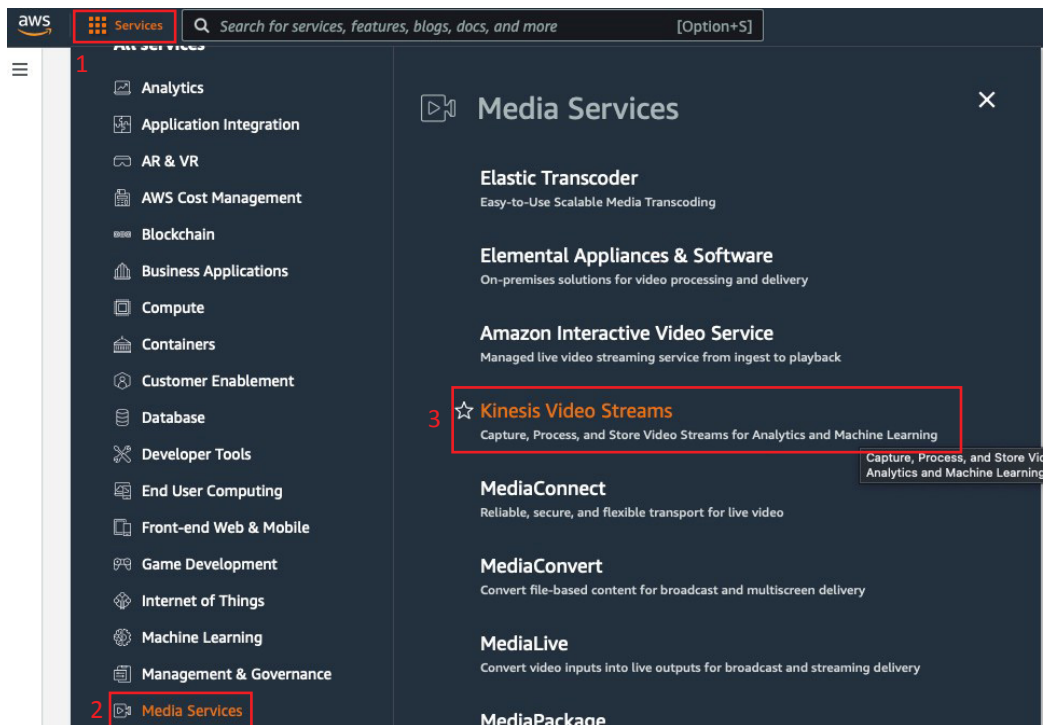 aws
Services
Search for services, features, blogs, docs, and more
[Option+S]
1
All services
Analytics
Application Integration
AR & VR
AWS Cost Management
Blockchain
Business Applications
Compute
Containers
Customer Enablement
Database
Developer Tools
End User Computing
Front-end Web & Mobile
Game Development
Internet of Things
Machine Learning
Management & Governance
2
Media Services
Media Services
Elastic Transcoder
Easy-to-Use Scalable Media Transcoding
Elemental Appliances & Software
On-premises solutions for video processing and delivery
Amazon Interactive Video Service
Managed live video streaming service from ingest to playback
3
Kinesis Video Streams
Capture, Process, and Store Video Streams for Analytics and Machine Learning
Capture, Process, and Store Vid
Analytics and Machine Learning
MediaConnect
Reliable, secure, and flexible transport for live video
MediaConvert
Convert file-based content for broadcast and multiscreen delivery
MediaLive
Convert video inputs into live outputs for broadcast and streaming delivery
MediaPackage